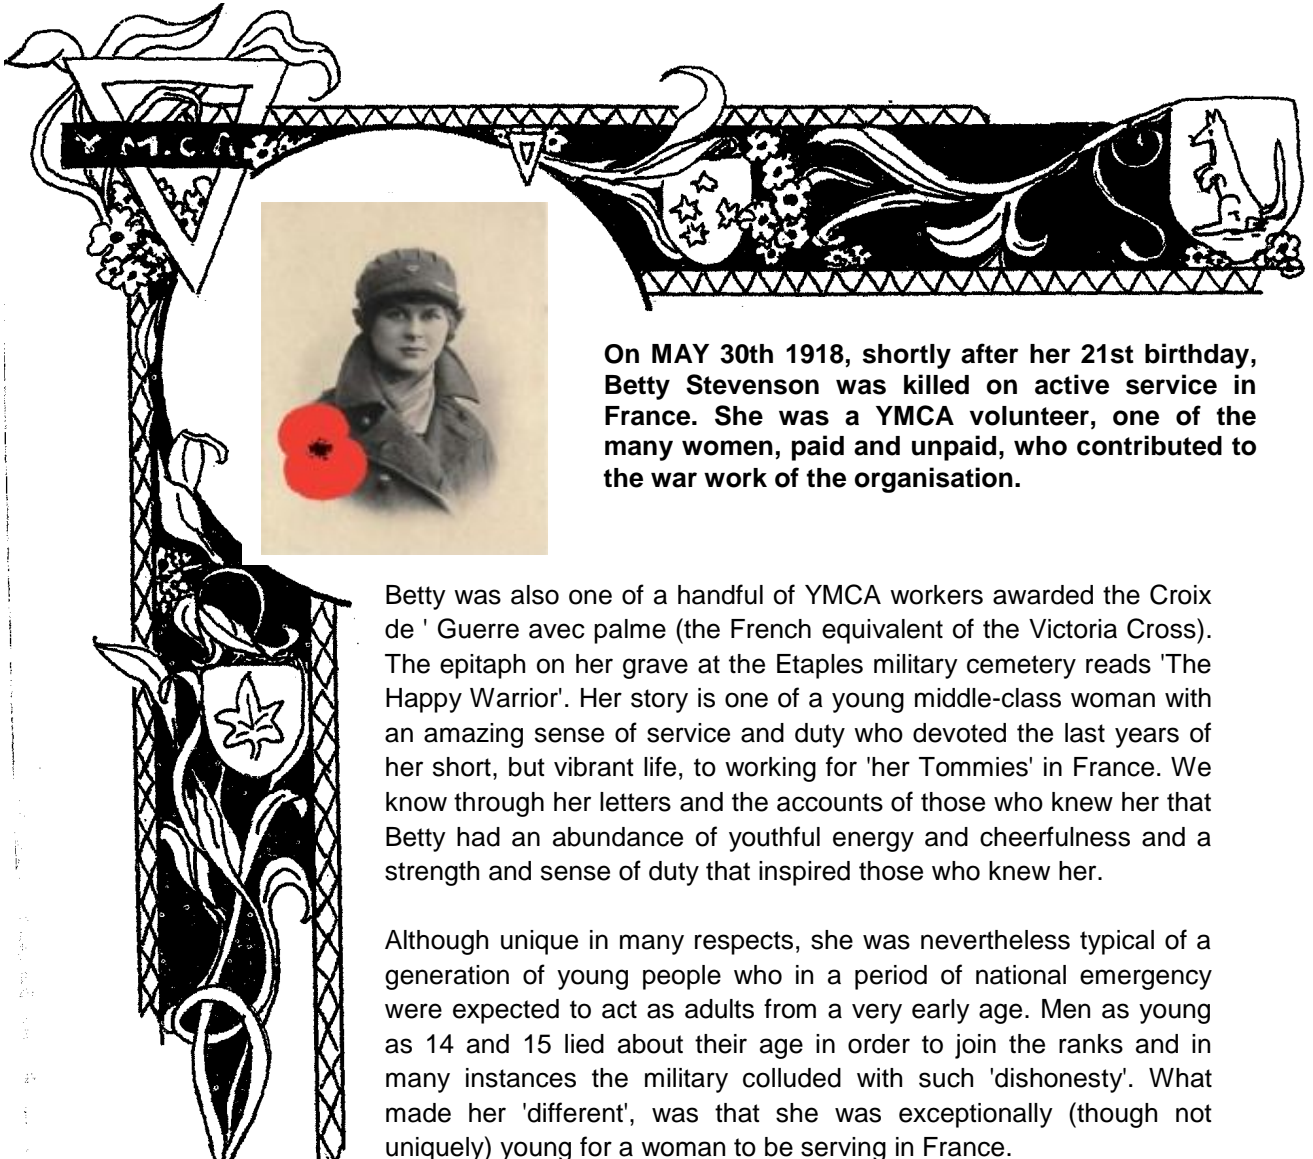 Y.M.C.A.
On MAY 30th 1918, shortly after her 21st birthday,
Betty Stevenson was killed on active service in
France. She was a YMCA volunteer, one of the
many women, paid and unpaid, who contributed to
the war work of the organisation.
Betty was also one of a handful of YMCA workers awarded the Croix
de ' Guerre avec palme (the French equivalent of the Victoria Cross).
The epitaph on her grave at the Etaples military cemetery reads 'The
Happy Warrior'. Her story is one of a young middle-class woman with
an amazing sense of service and duty who devoted the last years of
her short, but vibrant life, to working for 'her Tommies' in France. We
know through her letters and the accounts of those who knew her that
Betty had an abundance of youthful energy and cheerfulness and a
strength and sense of duty that inspired those who knew her.
Although unique in many respects, she was nevertheless typical of a
generation of young people who in a period of national emergency
were expected to act as adults from a very early age. Men as young
as 14 and 15 lied about their age in order to join the ranks and in
many instances the military colluded with such 'dishonesty'. What
made her 'different', was that she was exceptionally (though not
uniquely) young for a woman to be serving in France.